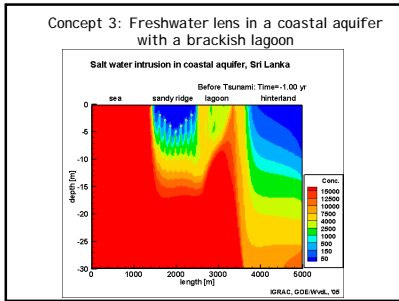 Concept 3: Freshwater lens in a coastal aquifer
with a brackish lagoon
Salt water intrusion in coastal aquifer, Sri Lanka
Before Tsunami: Time=-1.00 yr
sea sandy ridge lagoon hinterland
0
-5
-10
-15
-20
-25
-30
depth [m]
0 1000 2000 3000 4000 5000
length [m]
Conc.
15000
12500
10000
7500
5000
2500
1000
500
150
50
IGRAC, GOE/WvdL, '05